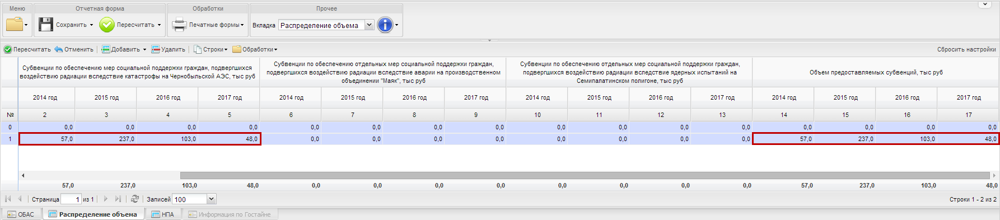 Меню
Отчетная форма
Обработки
Прочее
Сохранить
Пересчитать
Печатные формы
Вкладка
Распределение объема
Пересчитать Отменить Добавить Удалить Строки Обработки Сбросить настройки
Субвенции по обеспечению мер социальной поддержки граждан, подвергшихся
воздействию радиации вследствие катастрофы на Чернобыльской АЭС, тыс руб
Субвенции по обеспечению отдельных мер социальной поддержки граждан,
подвергшихся воздействию радиации вследствие аварии на производственном
объединении "Маяк", тыс руб
Субвенции по обеспечению отдельных мер социальной поддержки граждан,
подвергшихся воздействию радиации вследствие ядерных испытаний на
Семипалатинском полигоне, тыс руб
Объем предоставляемых субвенций, тыс руб
2014 год 2015 год 2016 год 2017 год 2014 год 2015 год 2016 год 2017 год 2014 год 2015 год 2016 год 2017 год 2014 год 2015 год 2016 год 2017 год
№ 2 3 4 5 6 7 8 9 10 11 12 13 14 15 16 17
0 0,0 0,0 0,0 0,0 0,0 0,0 0,0 0,0 0,0 0,0 0,0 0,0 0,0 0,0 0,0 0,0
1 57,0 237,0 103,0 48,0 0,0 0,0 0,0 0,0 0,0 0,0 0,0 0,0 57,0 237,0 103,0 48,0
57,0 237,0 103,0 48,0 0,0 0,0 0,0 0,0 0,0 0,0 0,0 0,0 57,0 237,0 103,0 48,0
Страница 1 из 1 Записей 100 Строки 1 - 2 из 2
ОБАС Распределение объема НПА Информация по Гостайне